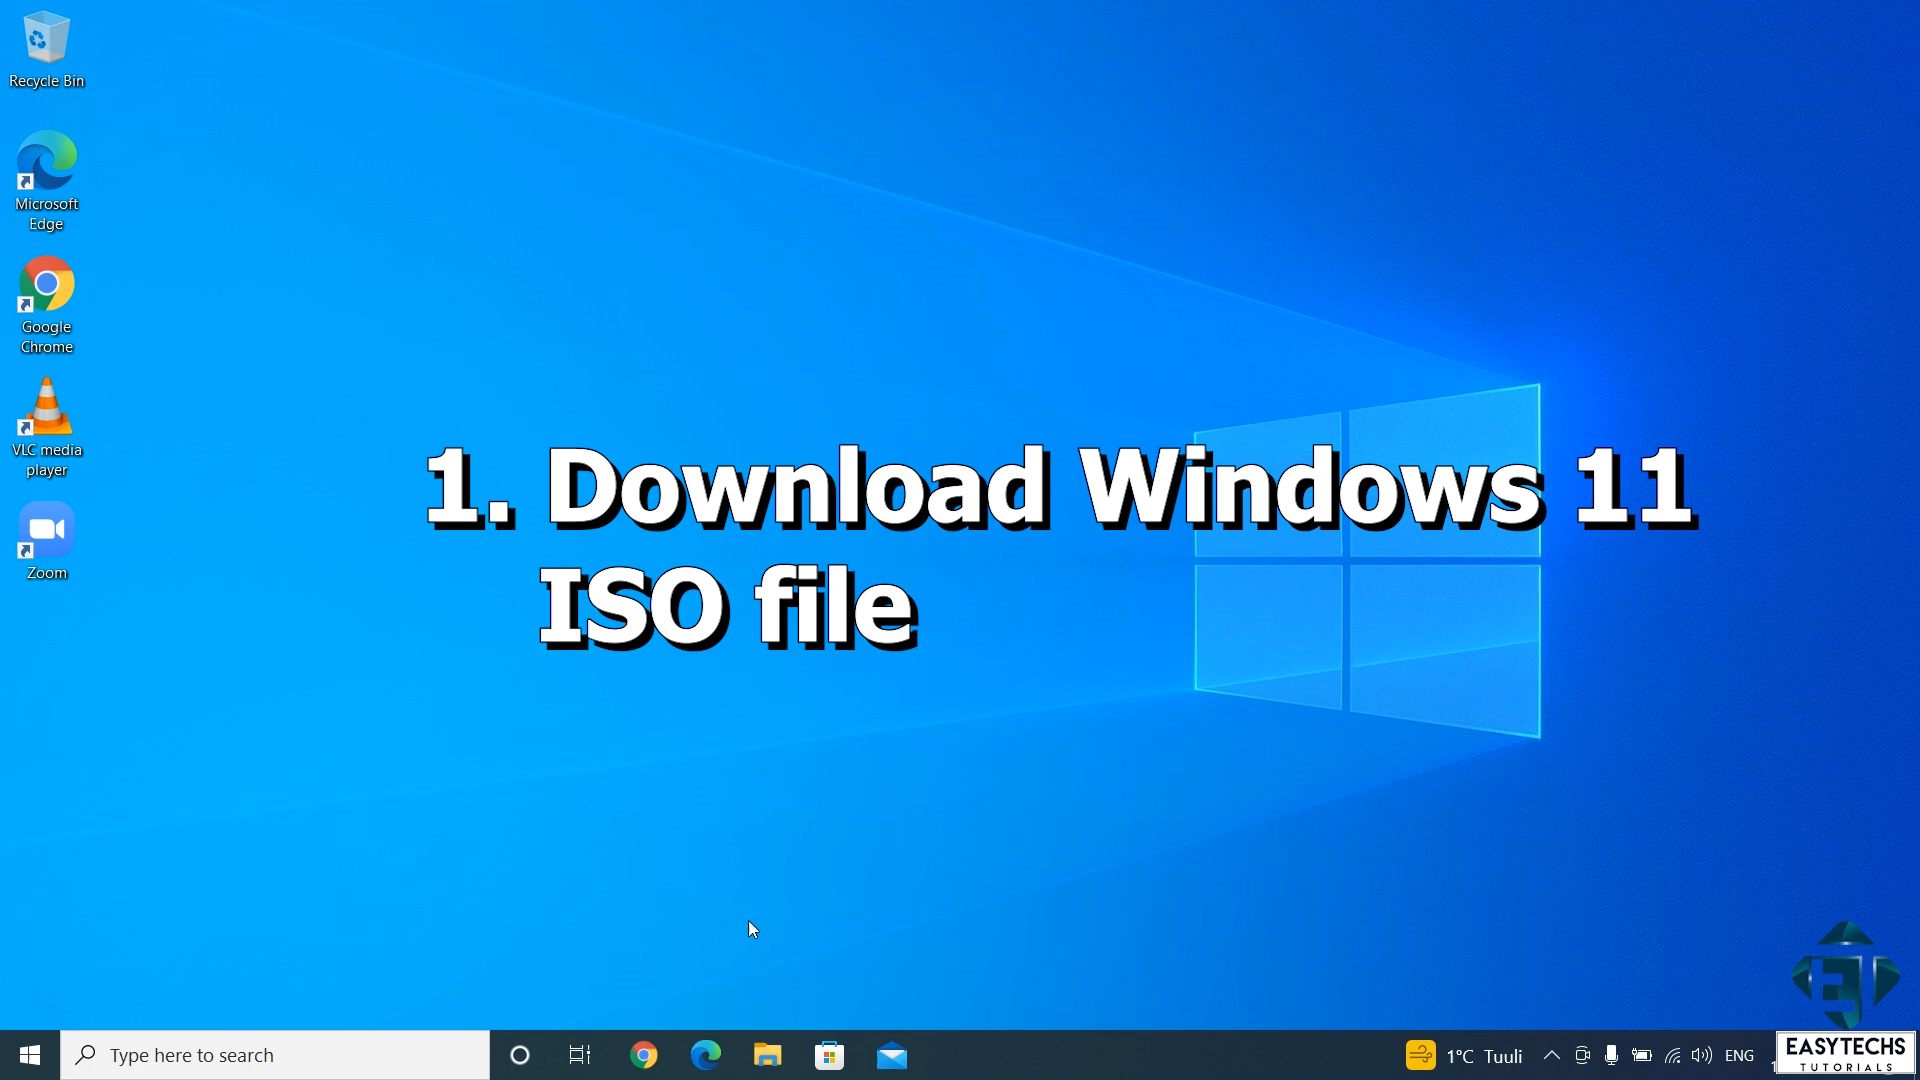 Recycle Bin
Microsoft
Edge
Google
Chrome
VLC media
player
Zoom
1. Download Windows 11
ISO file
Type here to search
1°C Tuuli
ENG
EASYTECHS
TUTORIALS